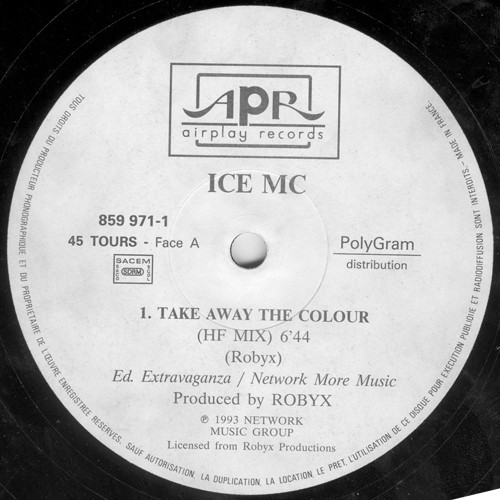 APR
airplay records
ICE MC
859 971-1
45 TOURS - Face A
SACEM
SDRM
PolyGram
distribution
1. TAKE AWAY THE COLOUR
(HF MIX) 6'44
(Robyx)
Ed. Extravaganza / Network More Music
Produced by ROBYX
℗ 1993 NETWORK
MUSIC GROUP
Licensed from Robyx Productions
TOUS DROITS DU PRODUCTEUR PHONOGRAPHIQUE ET DU PROPRIETAIRE DE L'ŒUVRE ENREGISTREE RESERVES. SAUF AUTORISATION, LA DUPLICATION, LA LOCATION, LE PRET, L'UTILISATION DE CE DISQUE POUR EXECUTION PUBLIQUE ET RADIODIFFUSION SONT INTERDITS - MADE IN FRANCE.